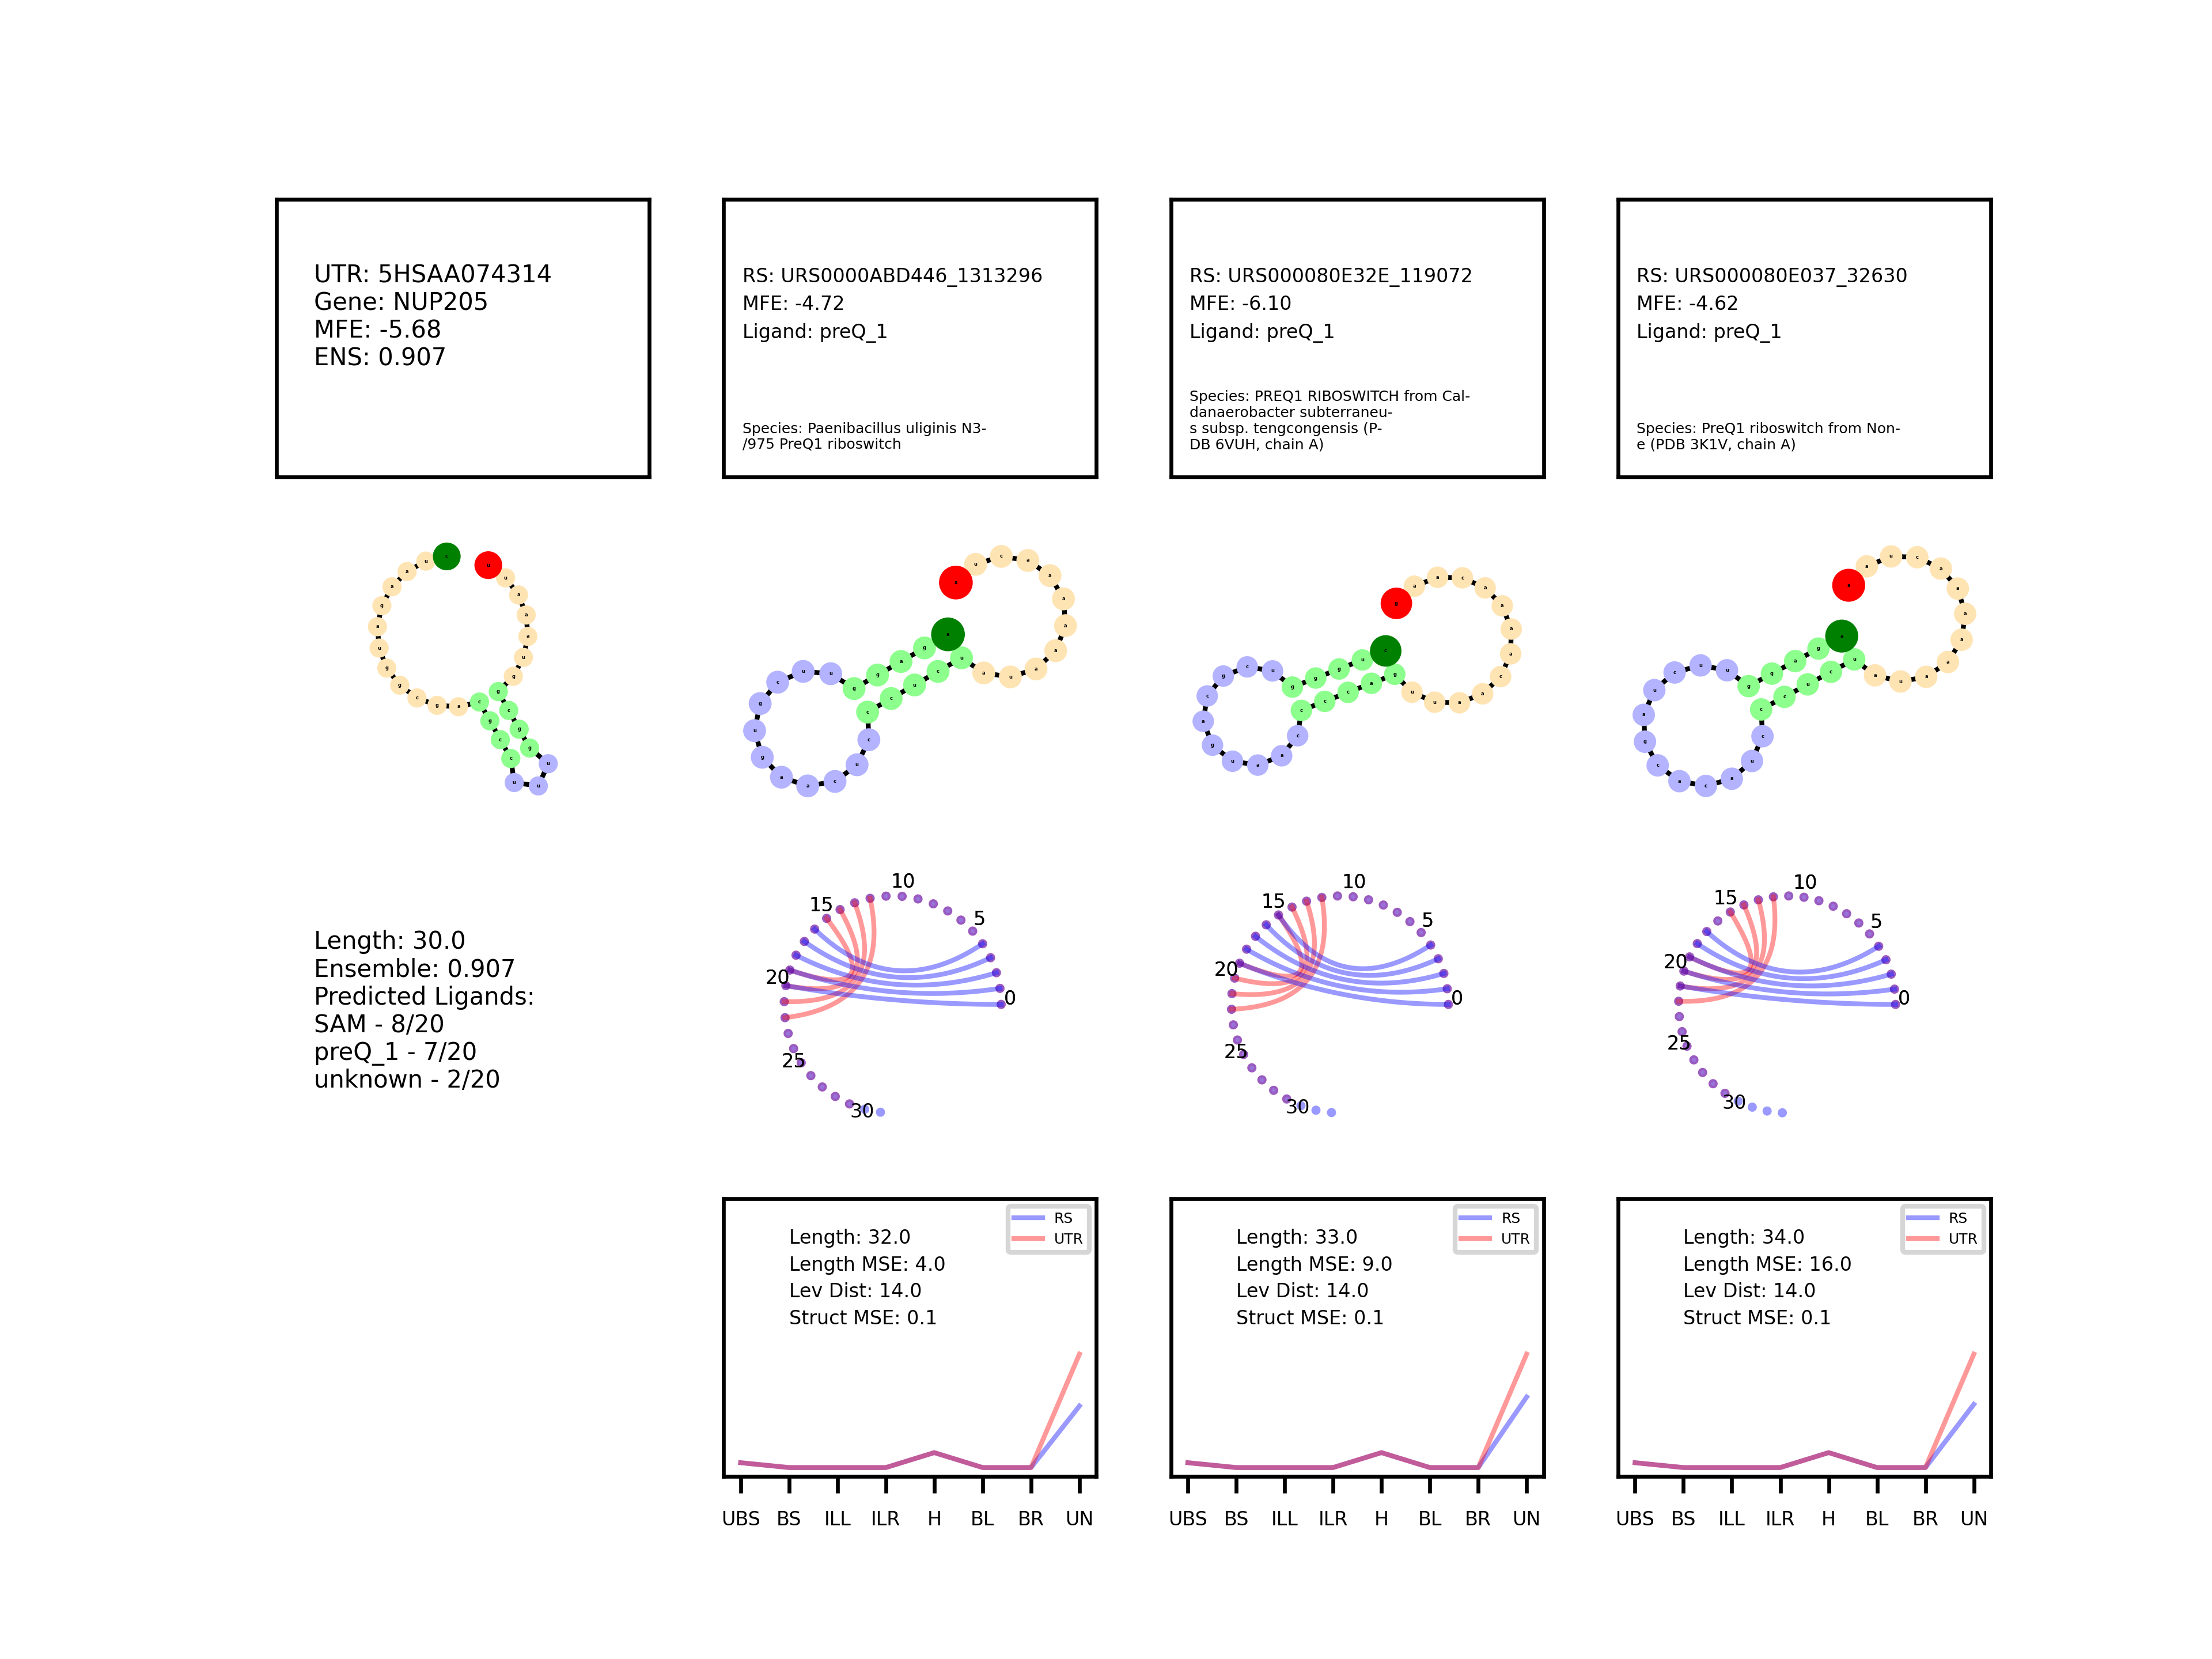 UTR: 5HSAA074314
Gene: NUP205
MFE: -5.68
ENS: 0.907
RS: URS0000ABD446_1313296
MFE: -4.72
Ligand: preQ_1
Species: Paenibacillus uliginis N3-
/975 PreQ1 riboswitch
RS: URS000080E32E_119072
MFE: -6.10
Ligand: preQ_1
Species: PREQ1 RIBOSWITCH from Cal-
danaerobacter subterraneu-
s subsp. tengcongensis (P-
DB 6VUH, chain A)
RS: URS000080E037_32630
MFE: -4.62
Ligand: preQ_1
Species: PreQ1 riboswitch from Non-
e (PDB 3K1V, chain A)
Length: 30.0
Ensemble: 0.907
Predicted Ligands:
SAM - 8/20
preQ_1 - 7/20
unknown - 2/20
0
5
10
15
20
25
30
0
5
10
15
20
25
30
0
5
10
15
20
25
30
RS
UTR
Length: 32.0
Length MSE: 4.0
Lev Dist: 14.0
Struct MSE: 0.1
UBS BS ILL ILR H BL BR UN
RS
UTR
Length: 33.0
Length MSE: 9.0
Lev Dist: 14.0
Struct MSE: 0.1
UBS BS ILL ILR H BL BR UN
RS
UTR
Length: 34.0
Length MSE: 16.0
Lev Dist: 14.0
Struct MSE: 0.1
UBS BS ILL ILR H BL BR UN